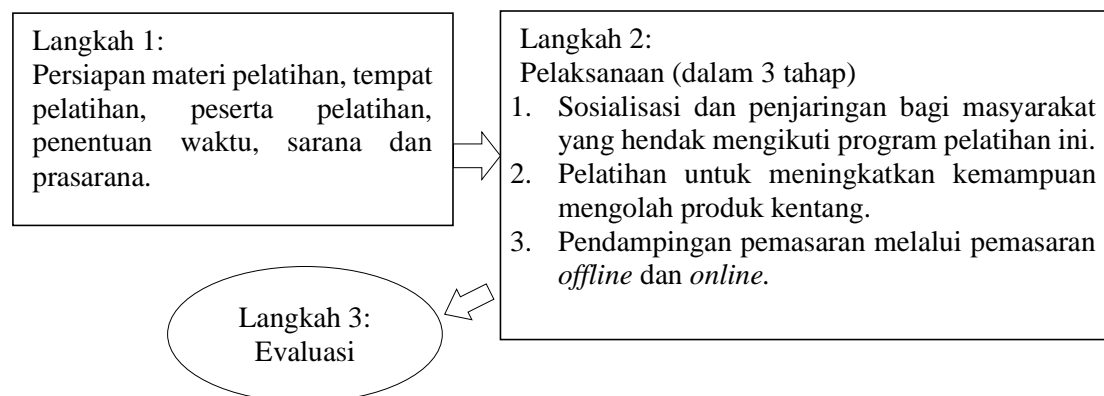 Langkah 1:
Persiapan materi pelatihan, tempat
pelatihan, peserta pelatihan,
penentuan waktu, sarana dan
prasarana.
Langkah 2:
Pelaksanaan (dalam 3 tahap)
1. Sosialisasi dan penjaringan bagi masyarakat
yang hendak mengikuti program pelatihan ini.
2. Pelatihan untuk meningkatkan kemampuan
mengolah produk kentang.
3. Pendampingan pemasaran melalui pemasaran
offline dan online.
Langkah 3:
Evaluasi